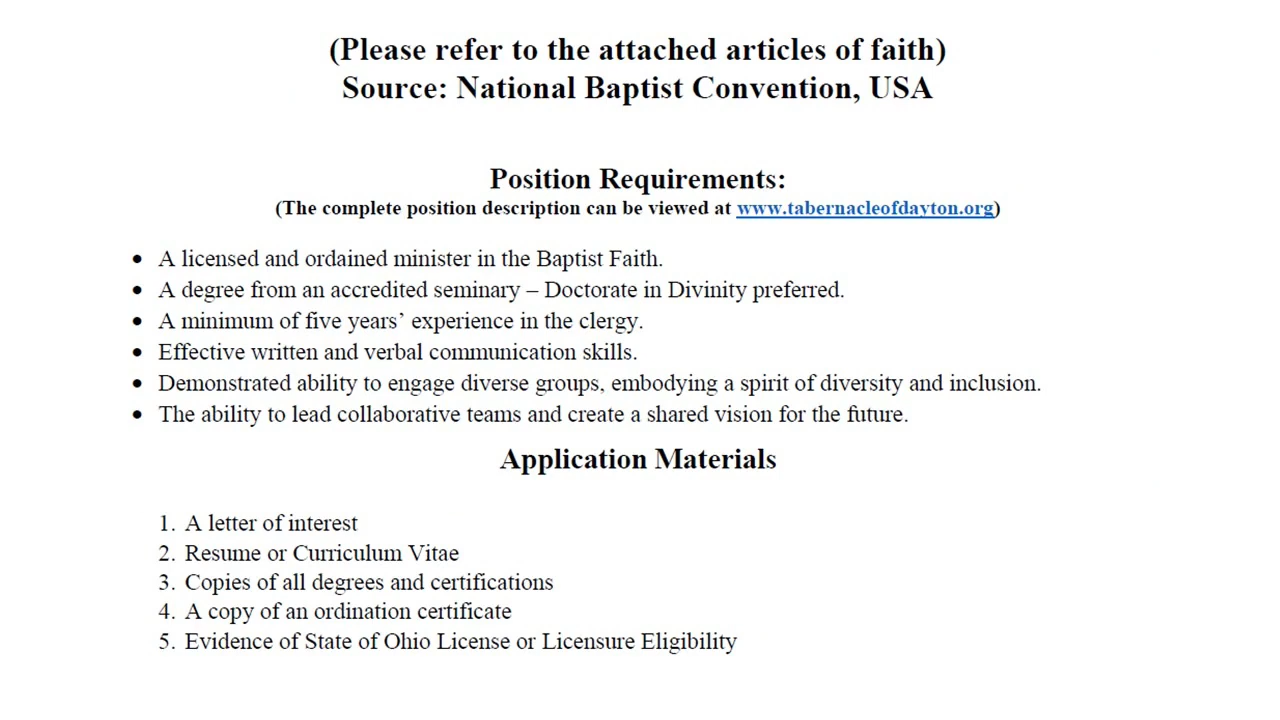 (Please refer to the attached articles of faith)
Source: National Baptist Convention, USA
Position Requirements:
(The complete position description can be viewed at www.tabernacleofdayton.org)
• A licensed and ordained minister in the Baptist Faith.
• A degree from an accredited seminary – Doctorate in Divinity preferred.
• A minimum of five years’ experience in the clergy.
• Effective written and verbal communication skills.
• Demonstrated ability to engage diverse groups, embodying a spirit of diversity and inclusion.
• The ability to lead collaborative teams and create a shared vision for the future.
Application Materials
1. A letter of interest
2. Resume or Curriculum Vitae
3. Copies of all degrees and certifications
4. A copy of an ordination certificate
5. Evidence of State of Ohio License or Licensure Eligibility